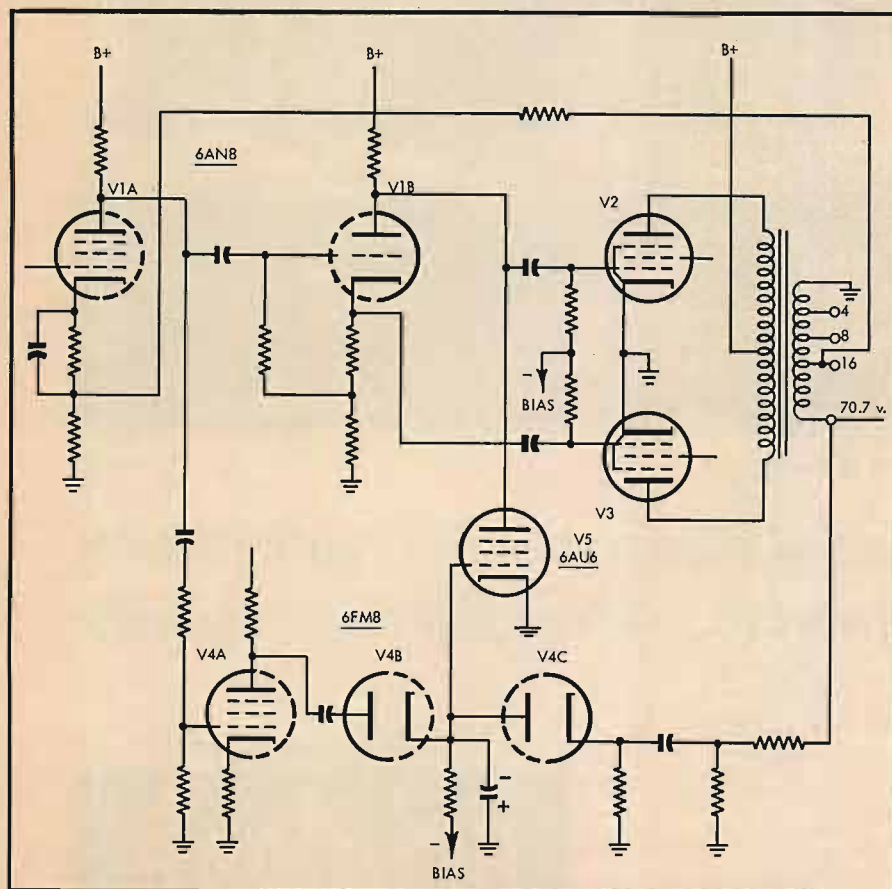 B+
B+
B+
6AN8
V1A
V1B
V2
4
8
16
70.7 v.
-
BIAS
V3
V5
6AU6
6FM8
V4A
V4B
V4C
-
+
-
BIAS